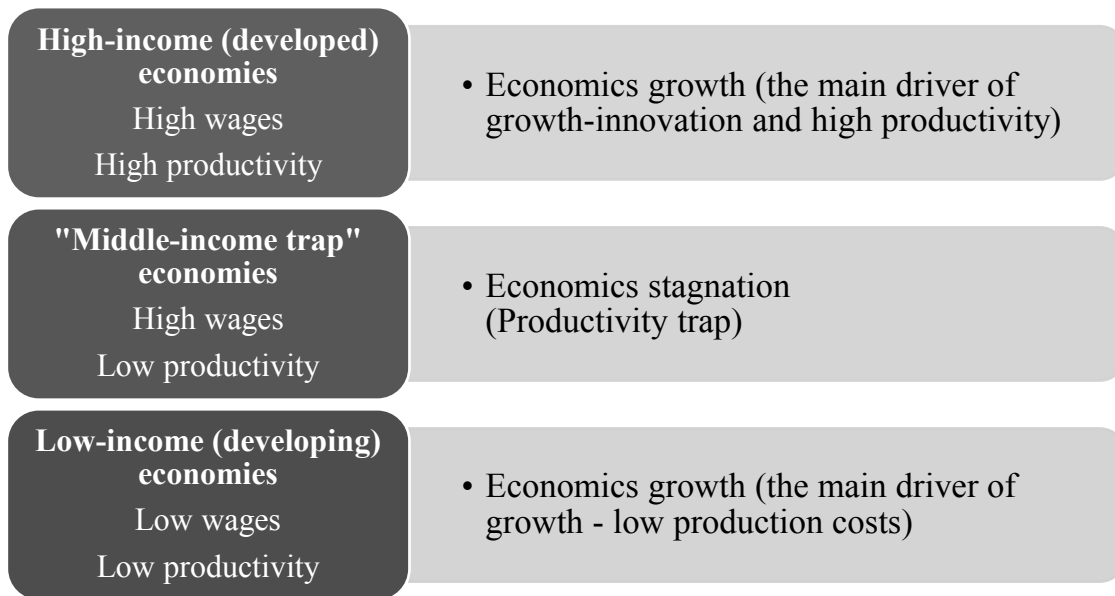 High-income (developed)
economies
High wages
High productivity
• Economics growth (the main driver of
growth-innovation and high productivity)
"Middle-income trap"
economies
High wages
Low productivity
• Economics stagnation
(Productivity trap)
Low-income (developing)
economies
Low wages
Low productivity
• Economics growth (the main driver of
growth - low production costs)